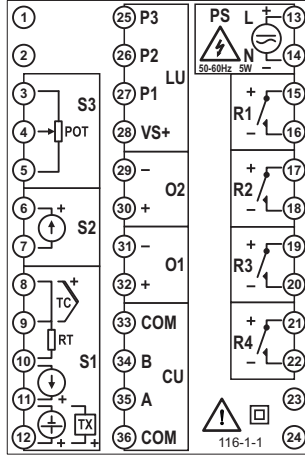 1
2
3
4
5
6
7
8
9
10
11
12
S3
POT
S2
+
S1
+
TC
RT
TX
+
+
25 P3
26 P2
27 P1
28 VS+
LU
29 −
30 +
O2
31 −
32 +
O1
33 COM
34 B
35 A
36 COM
CU
PS
L +
N −
50-60Hz 5W
13
14
15
16
17
18
19
20
21
22
23
24
R1
+
−
R2
+
−
R3
+
−
R4
+
−
116-1-1